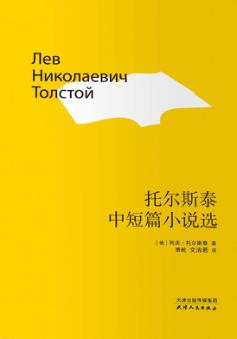 Лев
Николаевич
Толстой
托尔斯泰
中短篇小说选
[俄] 列夫·托尔斯泰 著
文洁若 译
天津出版传媒集团
天津人民出版社